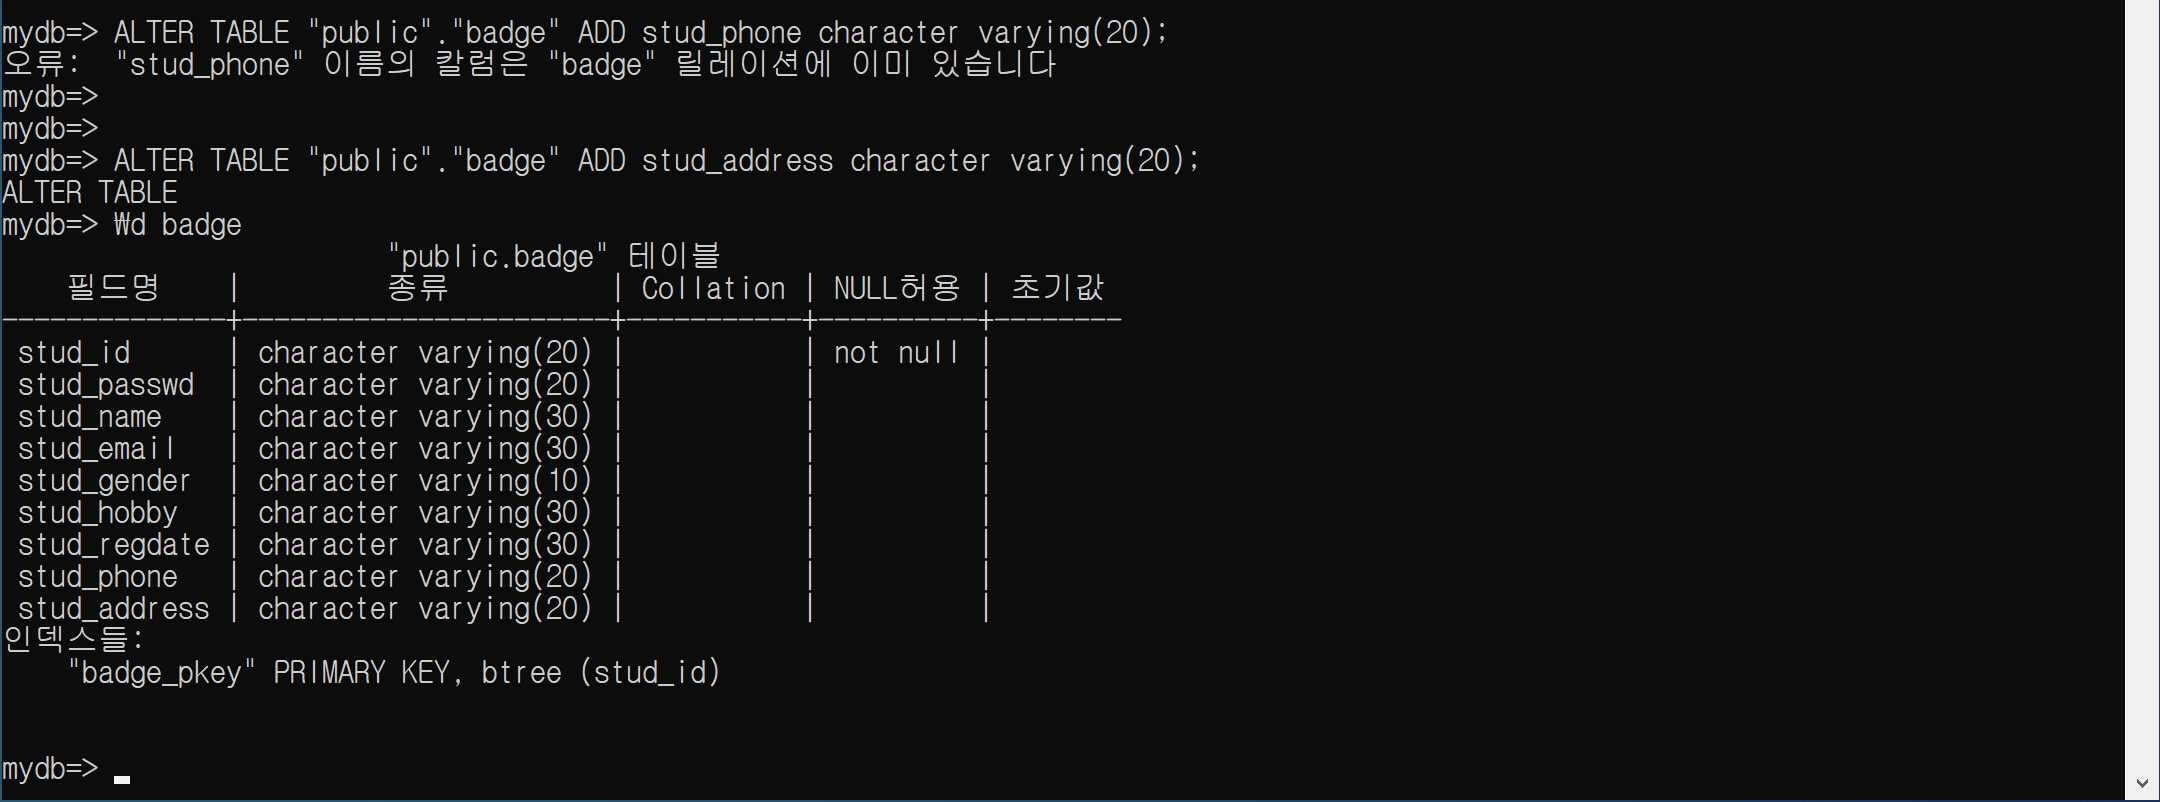 mydb=> ALTER TABLE "public"."badge" ADD stud_phone character varying(20);
오류:  "stud_phone" 이름의 칼럼은 "badge" 릴레이션에 이미 있습니다
mydb=>
mydb=>
mydb=> ALTER TABLE "public"."badge" ADD stud_address character varying(20);
ALTER TABLE
mydb=> ₩d badge
                        "public.badge" 테이블
    필드명    |         종류          | Collation | NULL허용 | 초기값
--------------+-----------------------+-----------+----------+--------
 stud_id      | character varying(20) |           | not null |
 stud_passwd  | character varying(20) |           |          |
 stud_name    | character varying(30) |           |          |
 stud_email   | character varying(30) |           |          |
 stud_gender  | character varying(10) |           |          |
 stud_hobby   | character varying(30) |           |          |
 stud_regdate | character varying(30) |           |          |
 stud_phone   | character varying(20) |           |          |
 stud_address | character varying(20) |           |          |
인덱스들:
    "badge_pkey" PRIMARY KEY, btree (stud_id)
mydb=>